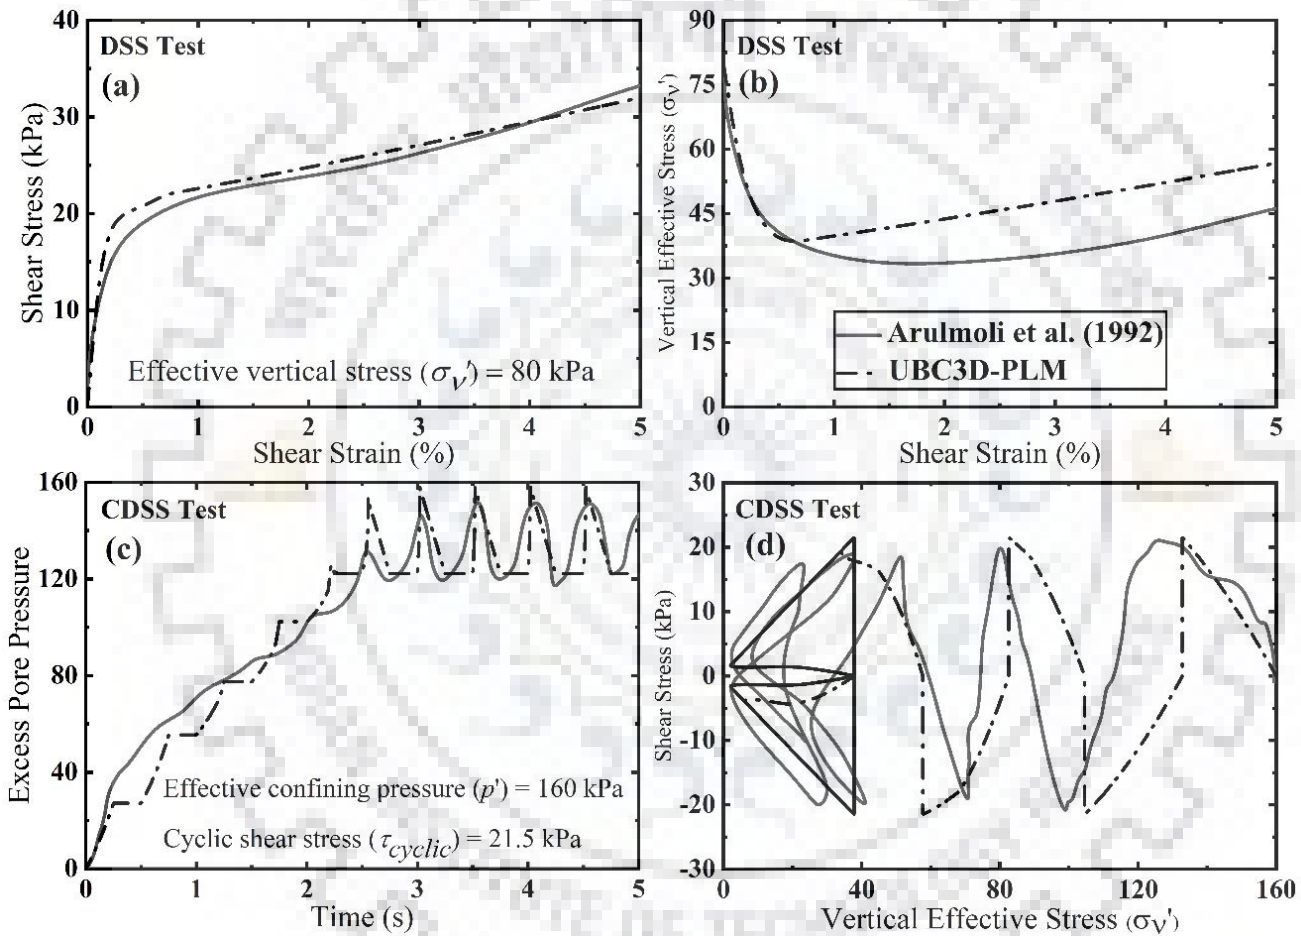 DSS Test
(a)
Shear Stress (kPa)
40
30
20
10
0
Effective vertical stress (σv') = 80 kPa
0 1 2 3 4 5
Shear Strain (%)
DSS Test
(b)
Vertical Effective Stress (σv')
90
75
60
45
30
15
0
Arulmoli et al. (1992)
UBC3D-PLM
0 1 2 3 4 5
Shear Strain (%)
CDSS Test
(c)
Excess Pore Pressure
160
120
80
40
0
Effective confining pressure (p') = 160 kPa
Cyclic shear stress (τcyclic) = 21.5 kPa
0 1 2 3 4 5
Time (s)
CDSS Test
(d)
Shear Stress (kPa)
30
20
10
0
-10
-20
-30
0 40 80 120 160
Vertical Effective Stress (σv')